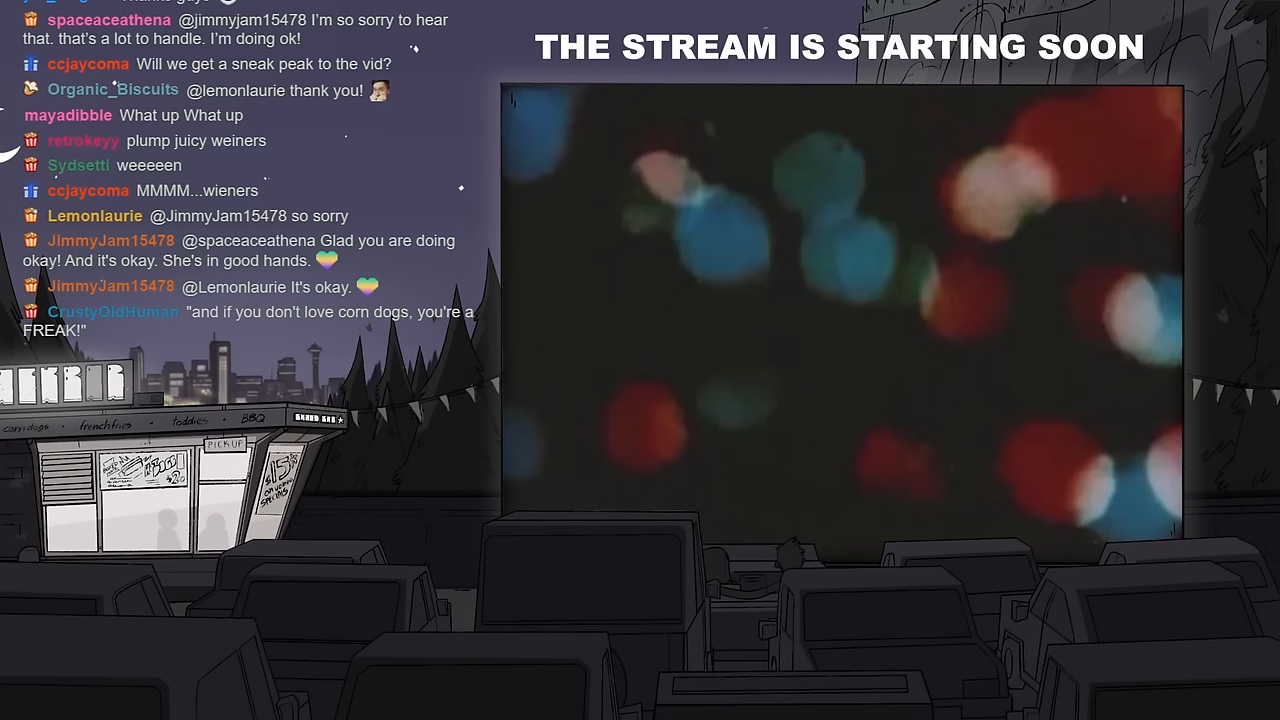 THE STREAM IS STARTING SOON
spaceaceathena @jimmyjam15478 I'm so sorry to hear
that. that's a lot to handle. I'm doing ok!
ccjaycoma Will we get a sneak peak to the vid?
Organic_Biscuits @lemonlaurie thank you!
mayadibble What up What up
retrokeyy plump juicy weiners
Sydsetti weeeeen
ccjaycoma MMMM...wieners
Lemonlaurie @JimmyJam15478 so sorry
JimmyJam15478 @spaceaceathena Glad you are doing
okay! And it's okay. She's in good hands.
JimmyJam15478 @Lemonlaurie It's okay.
CrustyOldHuman "and if you don't love corn dogs, you're a
FREAK!"
corndogs · frenchfries · toddies · BBQ
PICKUP
$15